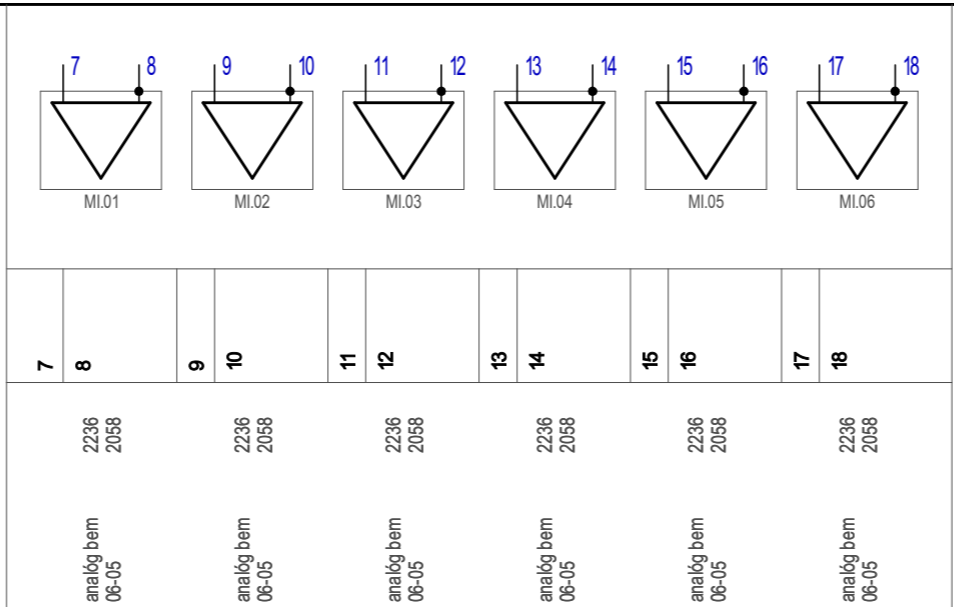 7 8 9 10 11 12 13 14 15 16 17 18
MI.01 MI.02 MI.03 MI.04 MI.05 MI.06
7 8 9 10 11 12 13 14 15 16 17 18
2236 2236 2236 2236 2236 2236
2058 2058 2058 2058 2058 2058
analóg bem analóg bem analóg bem analóg bem analóg bem analóg bem
06-05 06-05 06-05 06-05 06-05 06-05